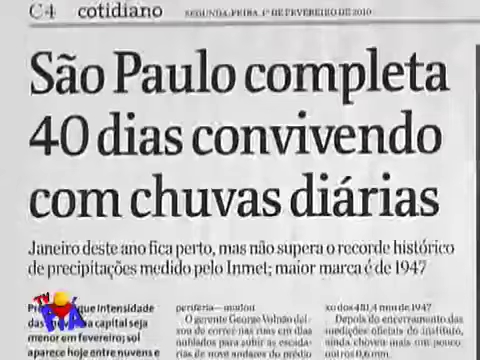 C4 cotidiano SEGUNDA-FEIRA, 1º DE FEVEREIRO DE 2010
São Paulo completa
40 dias convivendo
com chuvas diárias
Janeiro deste ano fica perto, mas não supera o recorde histórico
de precipitações medido pelo Inmet; maior marca é de 1947
que intensidade
capital será
menor em fevereiro; sol
aparece hoje entre nuvens e
periferia—mudou
O gerente George Volnão dei-
xou de correr nas ruas em dias
nublados para subir as escada-
rias de nove andares do prédio
xo dos 481,4 mm de 1947
Depois do encerramento das
medições oficiais do instituto,
ainda choveu mais um pouco
TV